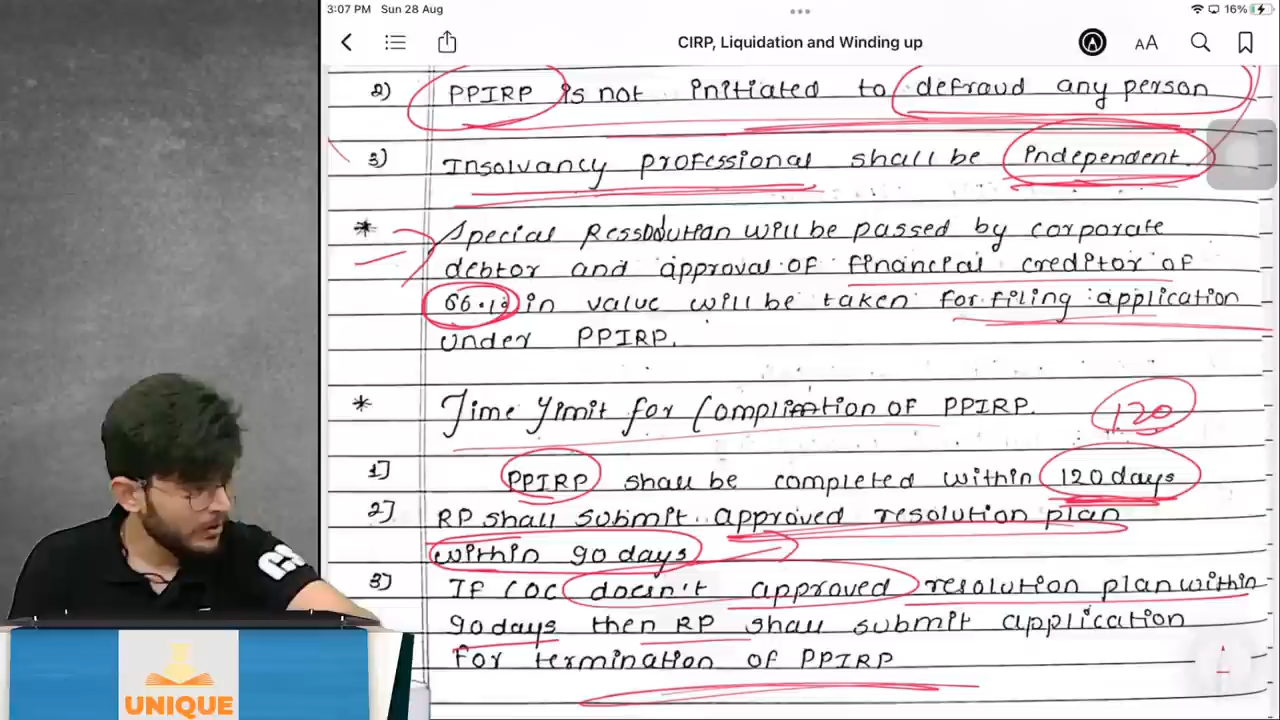 3:07 PM Sun 28 Aug
16%
CIRP, Liquidation and Winding up
AA
2) PPIRP is not initiated to defraud any person
3) Insolvancy professional shall be independent.
* Special Ressolution will be passed by corporate
debtor and approval of financial creditor of
in value will be taken for filing application
under PPIRP.
* Time limit for Complition of PPIRP. 120
1] PPIRP shall be completed within 120 days
2] RP shall submit approved resolution plan
within 90 days
3) If COC doesn't approved resolution plan within
90 days then RP shall submit application
for termination of PPIRP
UNIQUE